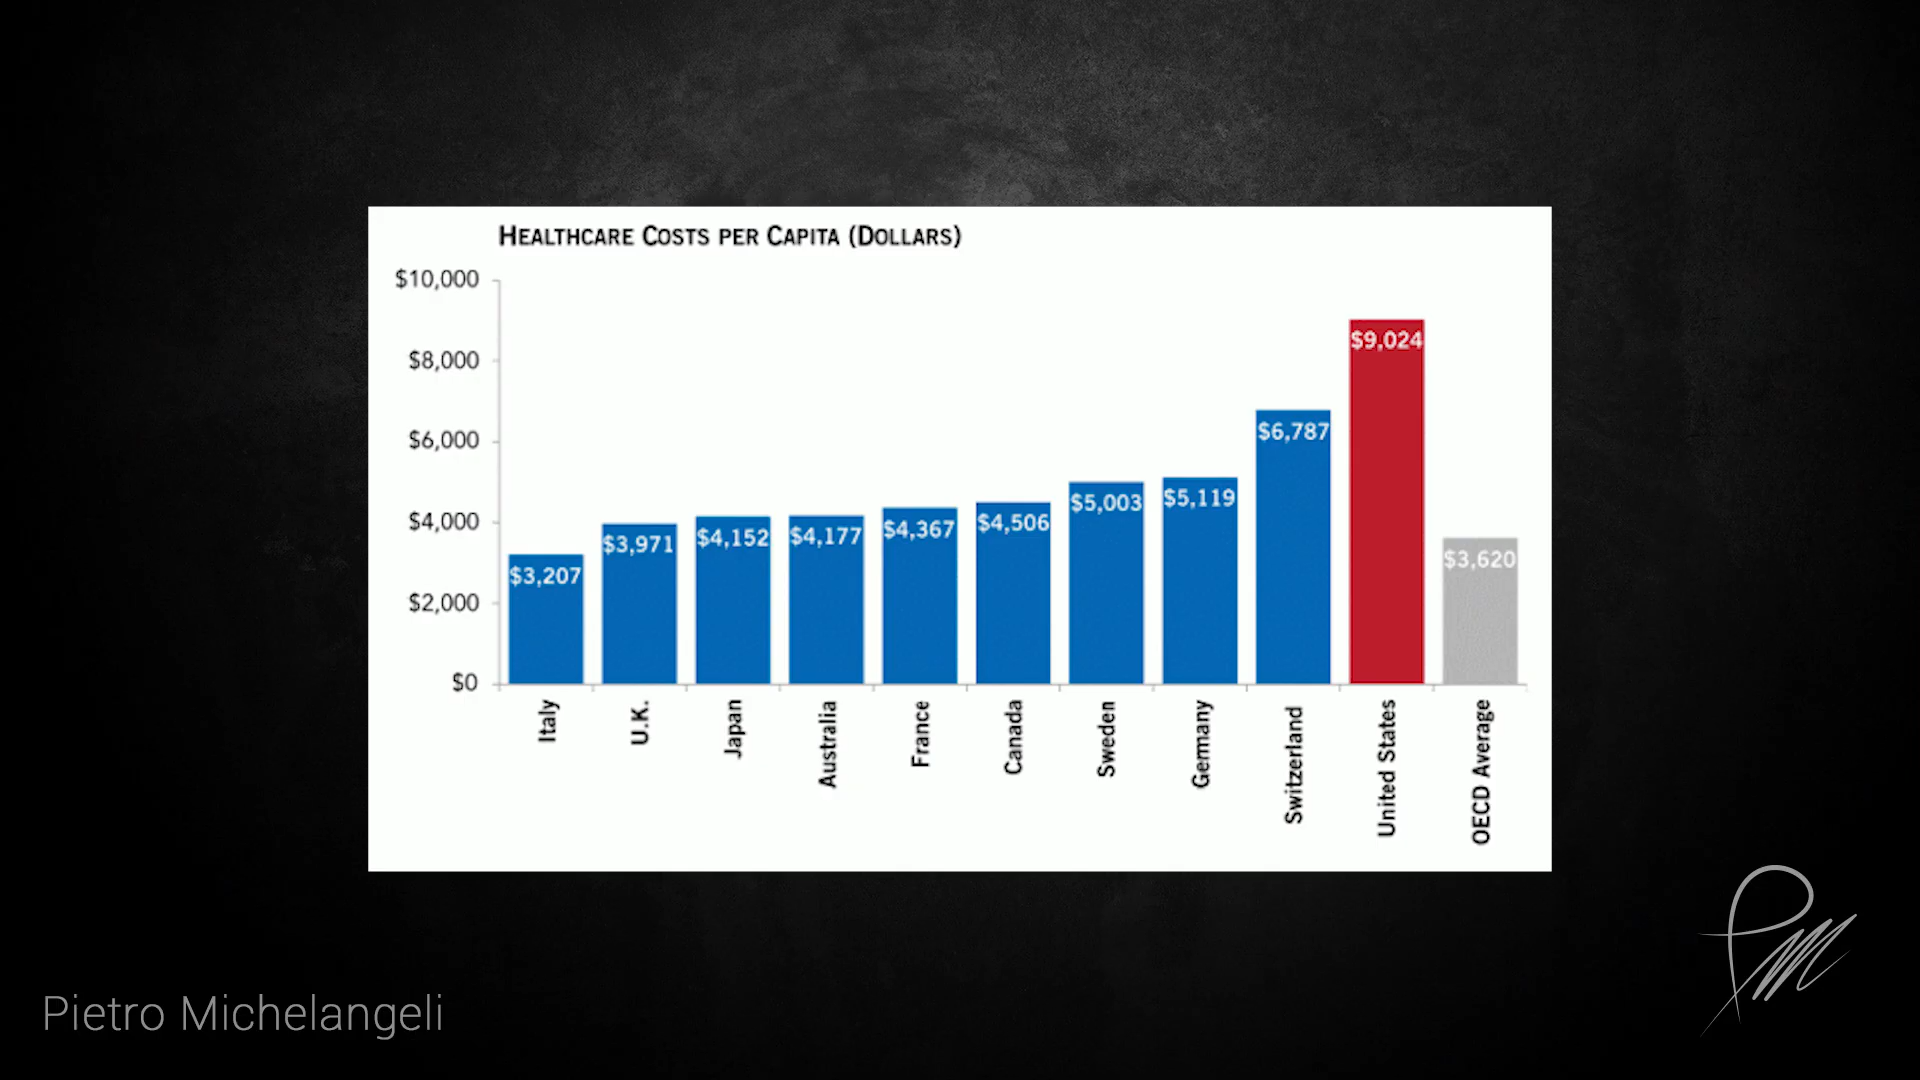 HEALTHCARE COSTS PER CAPITA (DOLLARS)
$10,000
$8,000
$6,000
$4,000
$2,000
$0
$3,207
$3,971
$4,152
$4,177
$4,367
$4,506
$5,003
$5,119
$6,787
$9,024
$3,620
Italy
U.K.
Japan
Australia
France
Canada
Sweden
Germany
Switzerland
United States
OECD Average
Pietro Michelangeli